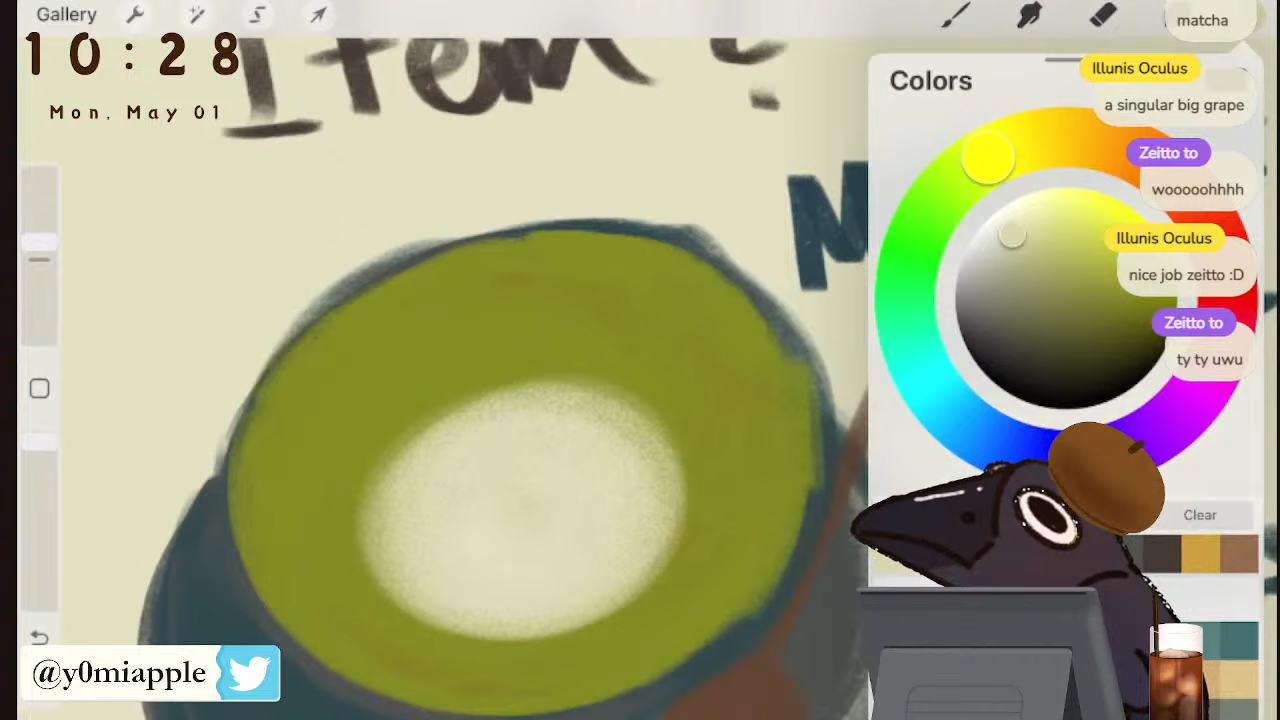 Gallery
10:28
Mon, May 01
Item
Colors
matcha
Illunis Oculus
a singular big grape
Zeitto to
wooooohhhh
Illunis Oculus
nice job zeitto :D
Zeitto to
ty ty uwu
Clear
@y0miapple